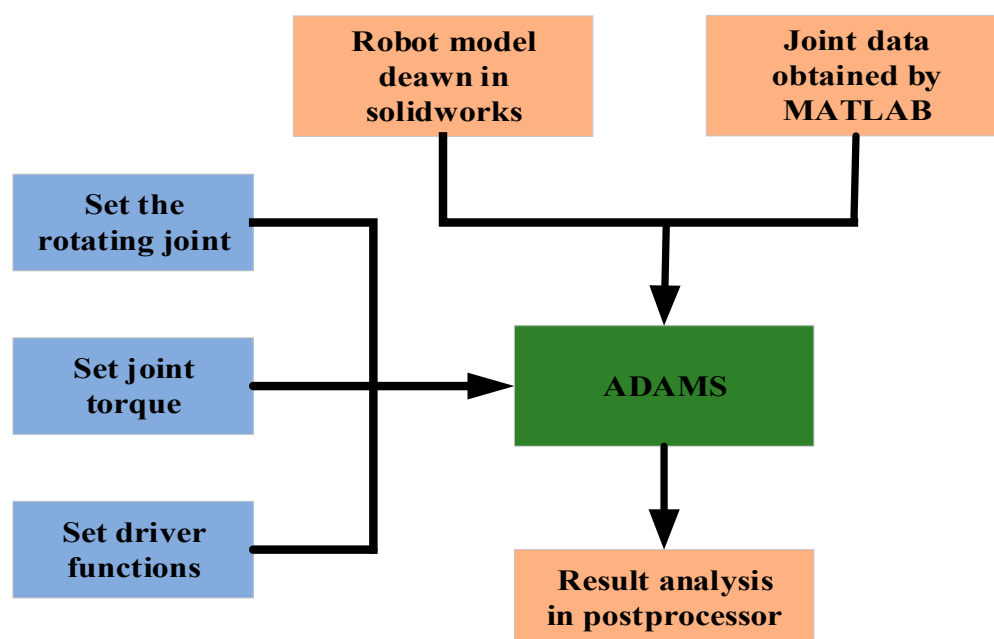 Robot model
deawn in
solidworks
Joint data
obtained by
MATLAB
Set the
rotating joint
Set joint
torque
ADAMS
Set driver
functions
Result analysis
in postprocessor